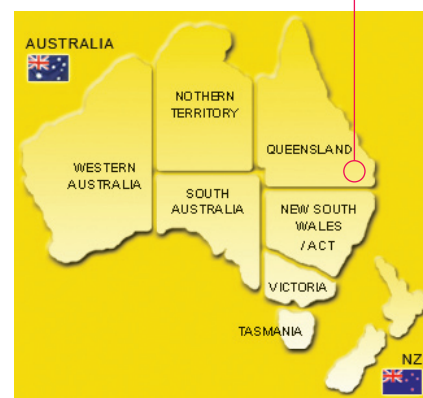 AUSTRALIA
NOTHERN
TERRITORY
QUEENSLAND
WESTERN
AUSTRALIA
SOUTH
AUSTRALIA
NEW SOUTH
WALES
/ ACT
VICTORIA
TASMANIA
NZ